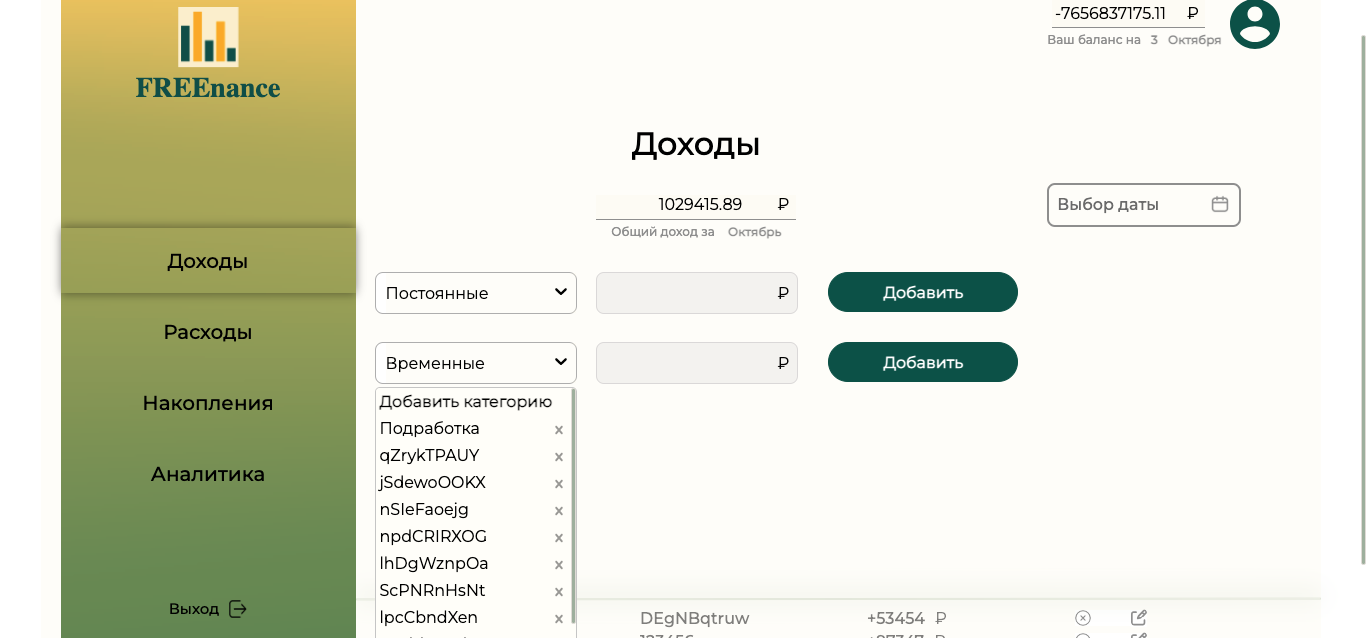 -7656837175.11 ₽
Ваш баланс на 3 Октября
FREEnance
Доходы
1029415.89 ₽
Общий доход за Октябрь
Выбор даты
Доходы
Расходы
Накопления
Аналитика
Выход
Постоянные ₽ Добавить
Временные ₽ Добавить
Добавить категорию
Подработка x
qZrykTPAUY x
jSdewoOOKX x
nSIeFaoejg x
npdCRIRXOG x
lhDgWznpOa x
ScPNRnHsNt x
lpcCbndXen x
DEgNBqtruw +53454 ₽